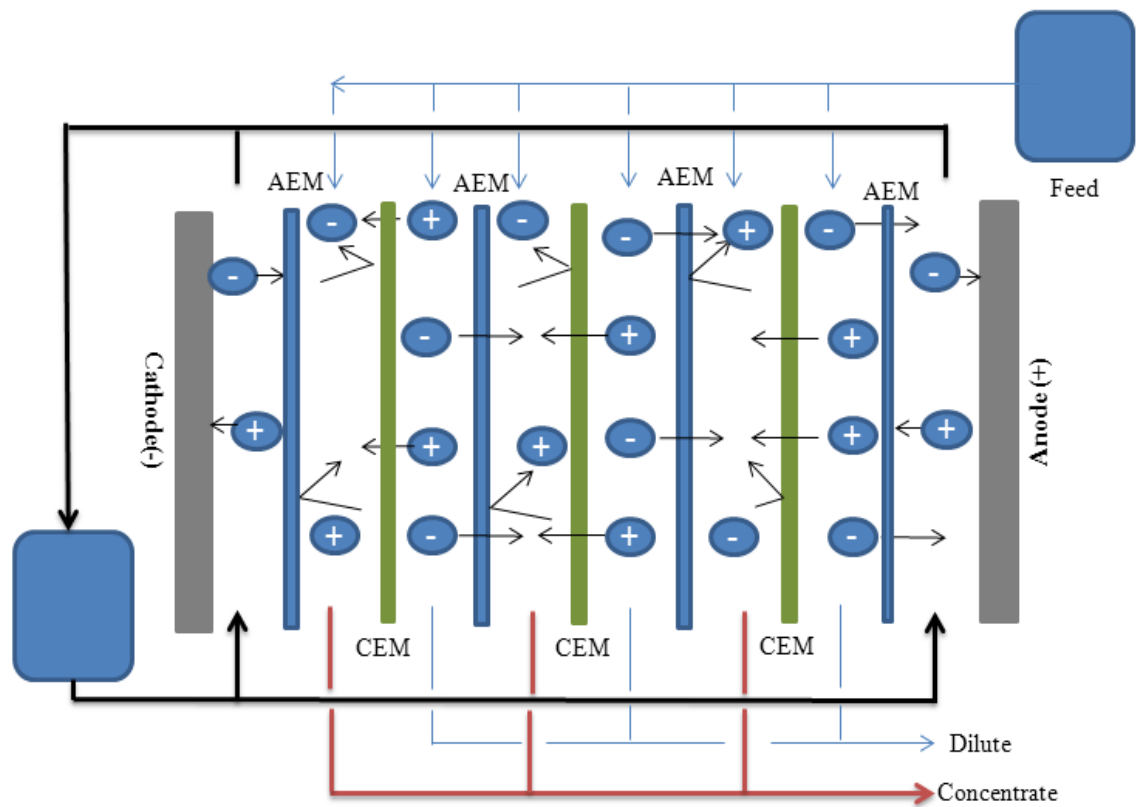 Feed
AEM
AEM
AEM
AEM
-
+
-
-
+
-
-
-
-
+
+
Cathode(-)
Anode (+)
+
+
+
-
+
+
+
-
+
-
-
CEM
CEM
CEM
Dilute
Concentrate